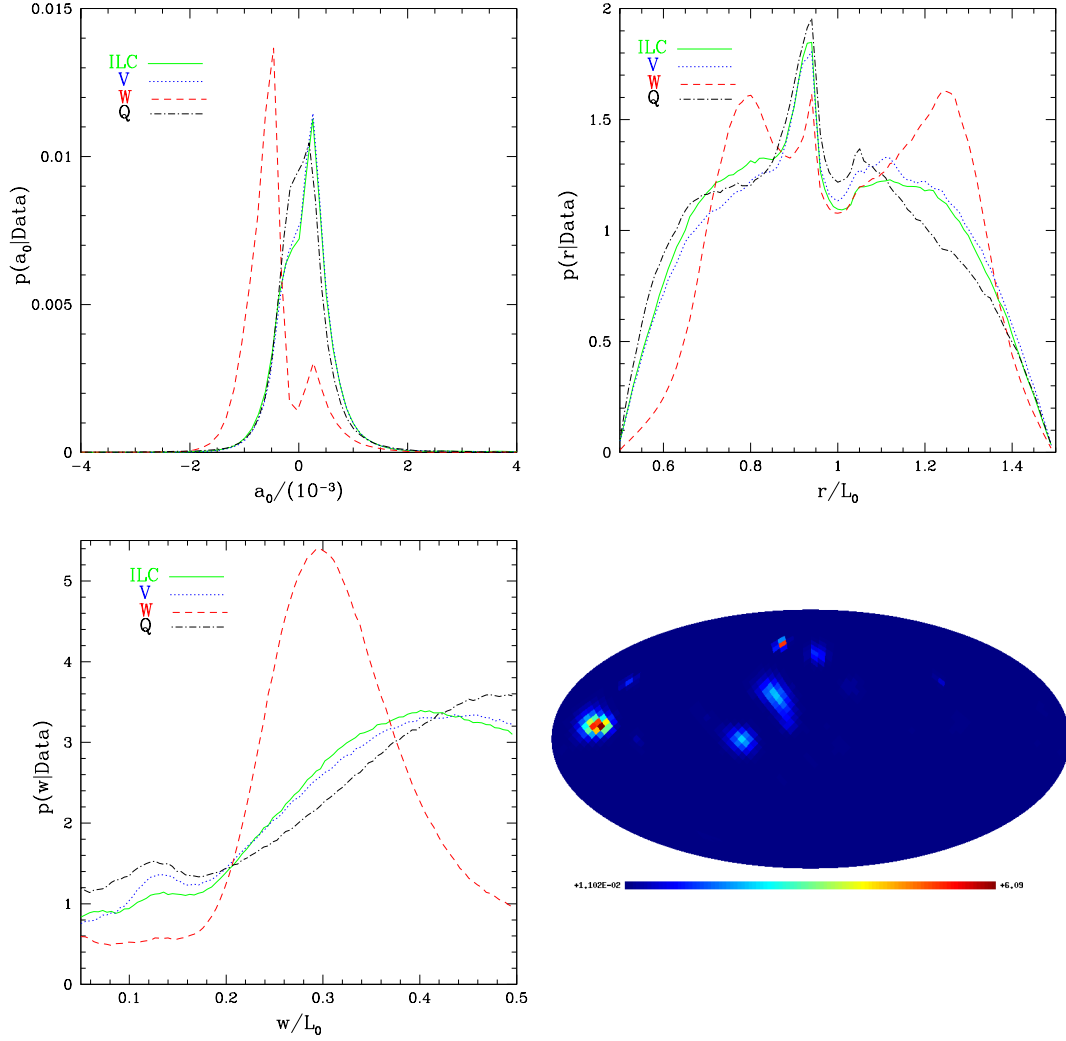 0.015
0.01
0.005
0
p(a₀|Data)
ILC
V
W
Q
−4
−2
0
2
4
a₀/(10⁻³)
2
1.5
1
0.5
0
p(r|Data)
ILC
V
W
Q
0.6
0.8
1
1.2
1.4
r/L₀
5
4
3
2
1
0
p(w|Data)
ILC
V
W
Q
0.1
0.2
0.3
0.4
0.5
w/L₀
+1.102E-02
+6.09